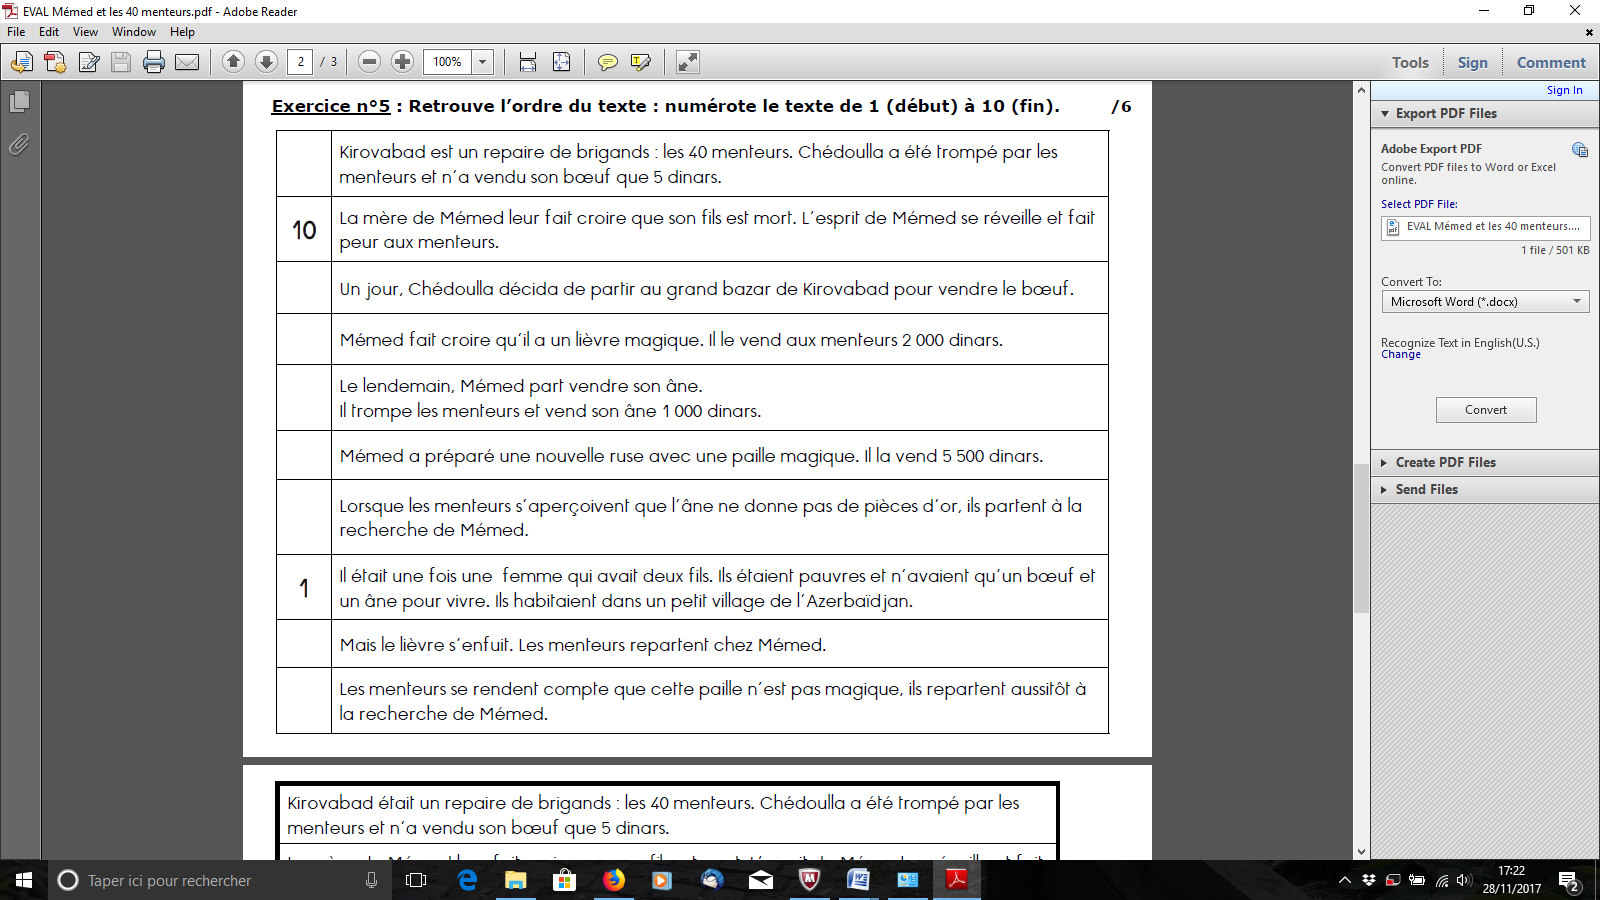 EVAL Mémed et les 40 menteurs.pdf - Adobe Reader
File Edit View Window Help
2 / 3 100% Tools Sign Comment
Sign In
Export PDF Files
Adobe Export PDF
Convert PDF files to Word or Excel
online.
Select PDF File:
EVAL Mémed et les 40 menteurs....
1 file / 501 KB
Convert To:
Microsoft Word (*.docx)
Recognize Text in English(U.S.)
Change
Convert
Create PDF Files
Send Files
Exercice n°5 : Retrouve l’ordre du texte : numérote le texte de 1 (début) à 10 (fin). /6
Kirovabad est un repaire de brigands : les 40 menteurs. Chédoulla a été trompé par les
menteurs et n’a vendu son bœuf que 5 dinars.
10
La mère de Mémed leur fait croire que son fils est mort. L’esprit de Mémed se réveille et fait
peur aux menteurs.
Un jour, Chédoulla décida de partir au grand bazar de Kirovabad pour vendre le bœuf.
Mémed fait croire qu’il a un lièvre magique. Il le vend aux menteurs 2 000 dinars.
Le lendemain, Mémed part vendre son âne.
Il trompe les menteurs et vend son âne 1 000 dinars.
Mémed a préparé une nouvelle ruse avec une paille magique. Il la vend 5 500 dinars.
Lorsque les menteurs s’aperçoivent que l’âne ne donne pas de pièces d’or, ils partent à la
recherche de Mémed.
1
Il était une fois une femme qui avait deux fils. Ils étaient pauvres et n’avaient qu’un bœuf et
un âne pour vivre. Ils habitaient dans un petit village de l’Azerbaïdjan.
Mais le lièvre s’enfuit. Les menteurs repartent chez Mémed.
Les menteurs se rendent compte que cette paille n’est pas magique, ils repartent aussitôt à
la recherche de Mémed.
Kirovabad était un repaire de brigands : les 40 menteurs. Chédoulla a été trompé par les
menteurs et n’a vendu son bœuf que 5 dinars.
Taper ici pour rechercher
17:22
28/11/2017
2